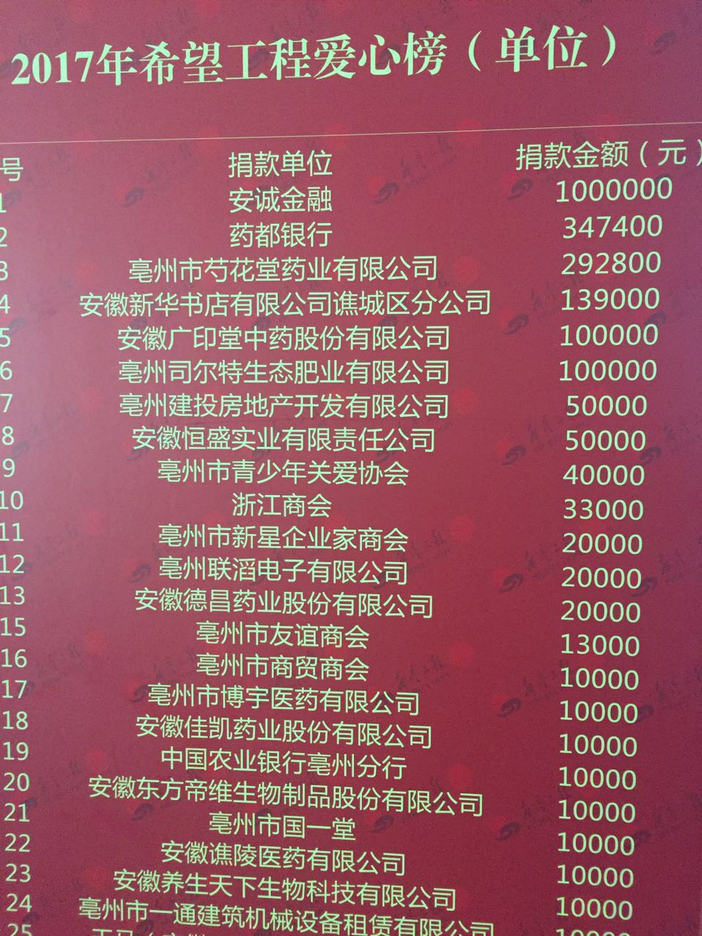 2017年希望工程爱心榜（单位）
号 捐款单位 捐款金额（元）
1 安诚金融 1000000
2 药都银行 347400
3 亳州市芍花堂药业有限公司 292800
4 安徽新华书店有限公司谯城区分公司 139000
5 安徽广印堂中药股份有限公司 100000
6 亳州司尔特生态肥业有限公司 100000
7 亳州建投房地产开发有限公司 50000
8 安徽恒盛实业有限责任公司 50000
9 亳州市青少年关爱协会 40000
10 浙江商会 33000
11 亳州市新星企业家商会 20000
12 亳州联滔电子有限公司 20000
13 安徽德昌药业股份有限公司 20000
15 亳州市友谊商会 13000
16 亳州市商贸商会 10000
17 亳州市博宇医药有限公司 10000
18 安徽佳凯药业股份有限公司 10000
19 中国农业银行亳州分行 10000
20 安徽东方帝维生物制品股份有限公司 10000
21 亳州市国一堂 10000
22 安徽谯陵医药有限公司 10000
23 安徽养生天下生物科技有限公司 10000
24 亳州市一通建筑机械设备租赁有限公司 10000
25